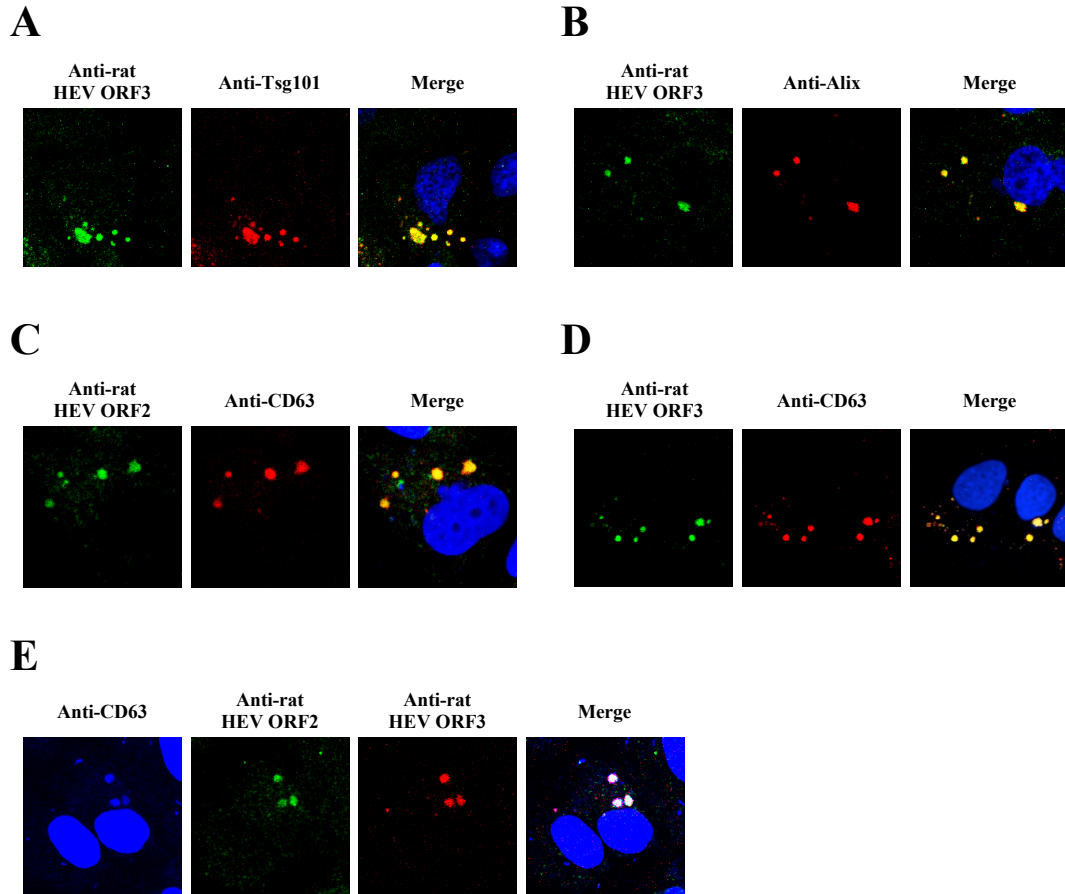 A
Anti-rat
HEV ORF3
Anti-Tsg101
Merge
B
Anti-rat
HEV ORF3
Anti-Alix
Merge
C
Anti-rat
HEV ORF2
Anti-CD63
Merge
D
Anti-rat
HEV ORF3
Anti-CD63
Merge
E
Anti-CD63
Anti-rat
HEV ORF2
Anti-rat
HEV ORF3
Merge